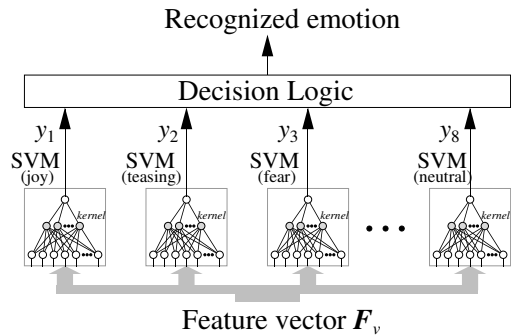 Recognized emotion
Decision Logic
y1 y2 y3 y8
SVM SVM SVM SVM
(joy) (teasing) (fear) (neutral)
kernel kernel kernel kernel
Feature vector Fv